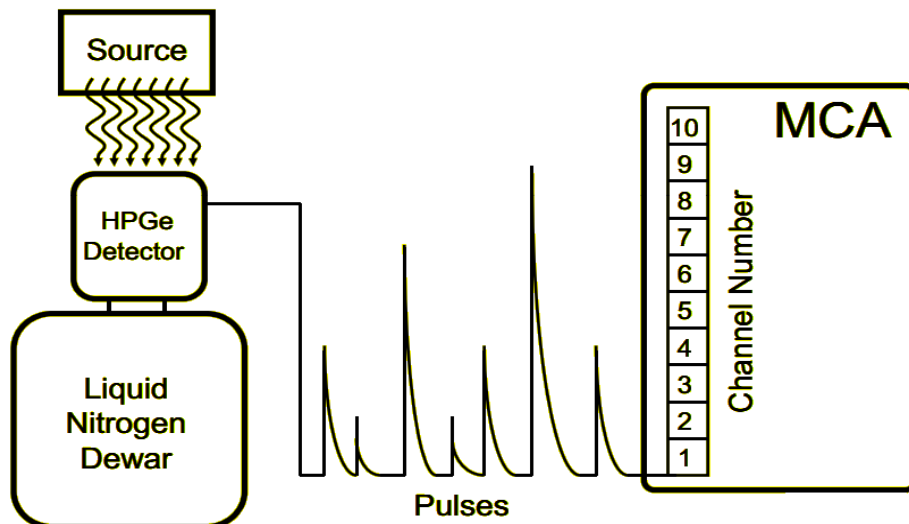 Source
HPGe
Detector
Liquid
Nitrogen
Dewar
Pulses
MCA
10
9
8
7
6
5
4
3
2
1
Channel Number